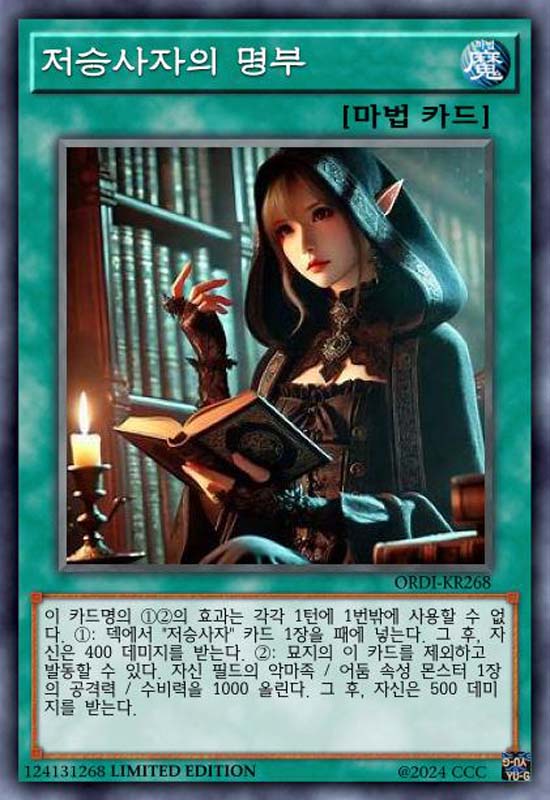 저승사자의 명부
마법
魔
[마법 카드]
ORDI-KR268
이 카드명의 ①②의 효과는 각각 1턴에 1번밖에 사용할 수 없
다. ①: 덱에서 "저승사자" 카드 1장을 패에 넣는다. 그 후, 자
신은 400 데미지를 받는다. ②: 묘지의 이 카드를 제외하고
발동할 수 있다. 자신 필드의 악마족 / 어둠 속성 몬스터 1장
의 공격력 / 수비력을 1000 올린다. 그 후, 자신은 500 데미
지를 받는다.
124131268 LIMITED EDITION
@2024 CCC